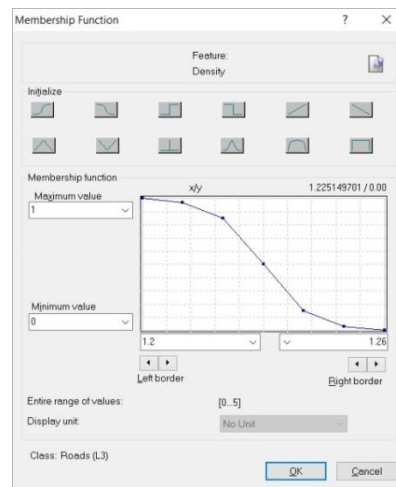 Membership Function ? ×
Feature:
Density
Initialize
Membership function
Maximum value
x/y 1.225149701 / 0.00
1
Minimum value
0
1.2 1.26
Left border Right border
Entire range of values: [0..5]
Display unit: No Unit
Class: Roads (L3)
OK Cancel